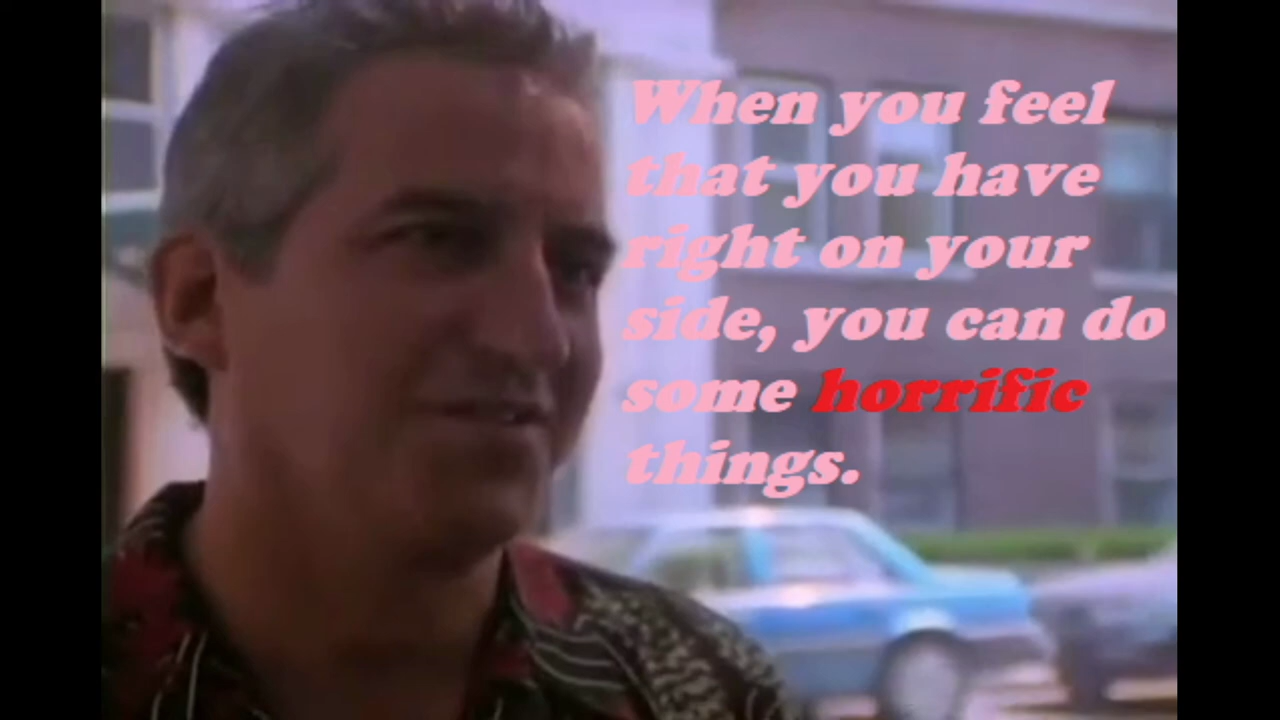 When you feel
that you have
right on your
side, you can do
some horrific
things.